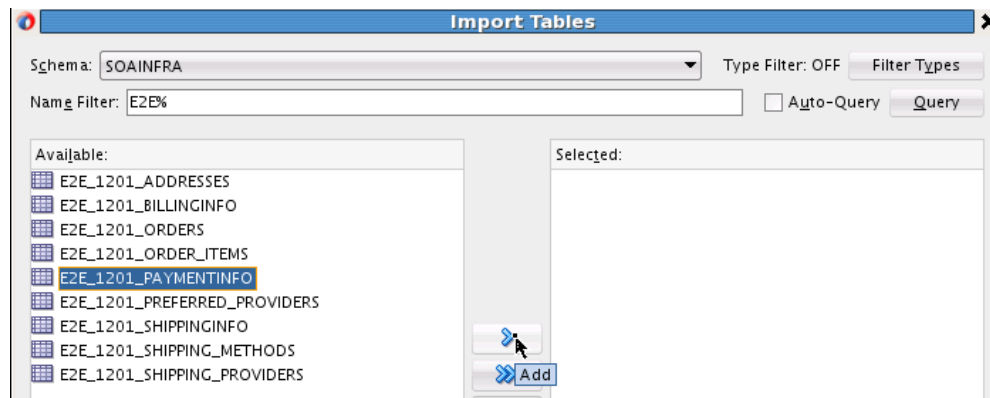 Import Tables
Schema: SOAINFRA Type Filter: OFF Filter Types
Name Filter: E2E% Auto-Query Query
Available: Selected:
E2E_1201_ADDRESSES
E2E_1201_BILLINGINFO
E2E_1201_ORDERS
E2E_1201_ORDER_ITEMS
E2E_1201_PAYMENTINFO
E2E_1201_PREFERRED_PROVIDERS
E2E_1201_SHIPPINGINFO
E2E_1201_SHIPPING_METHODS
E2E_1201_SHIPPING_PROVIDERS
Add